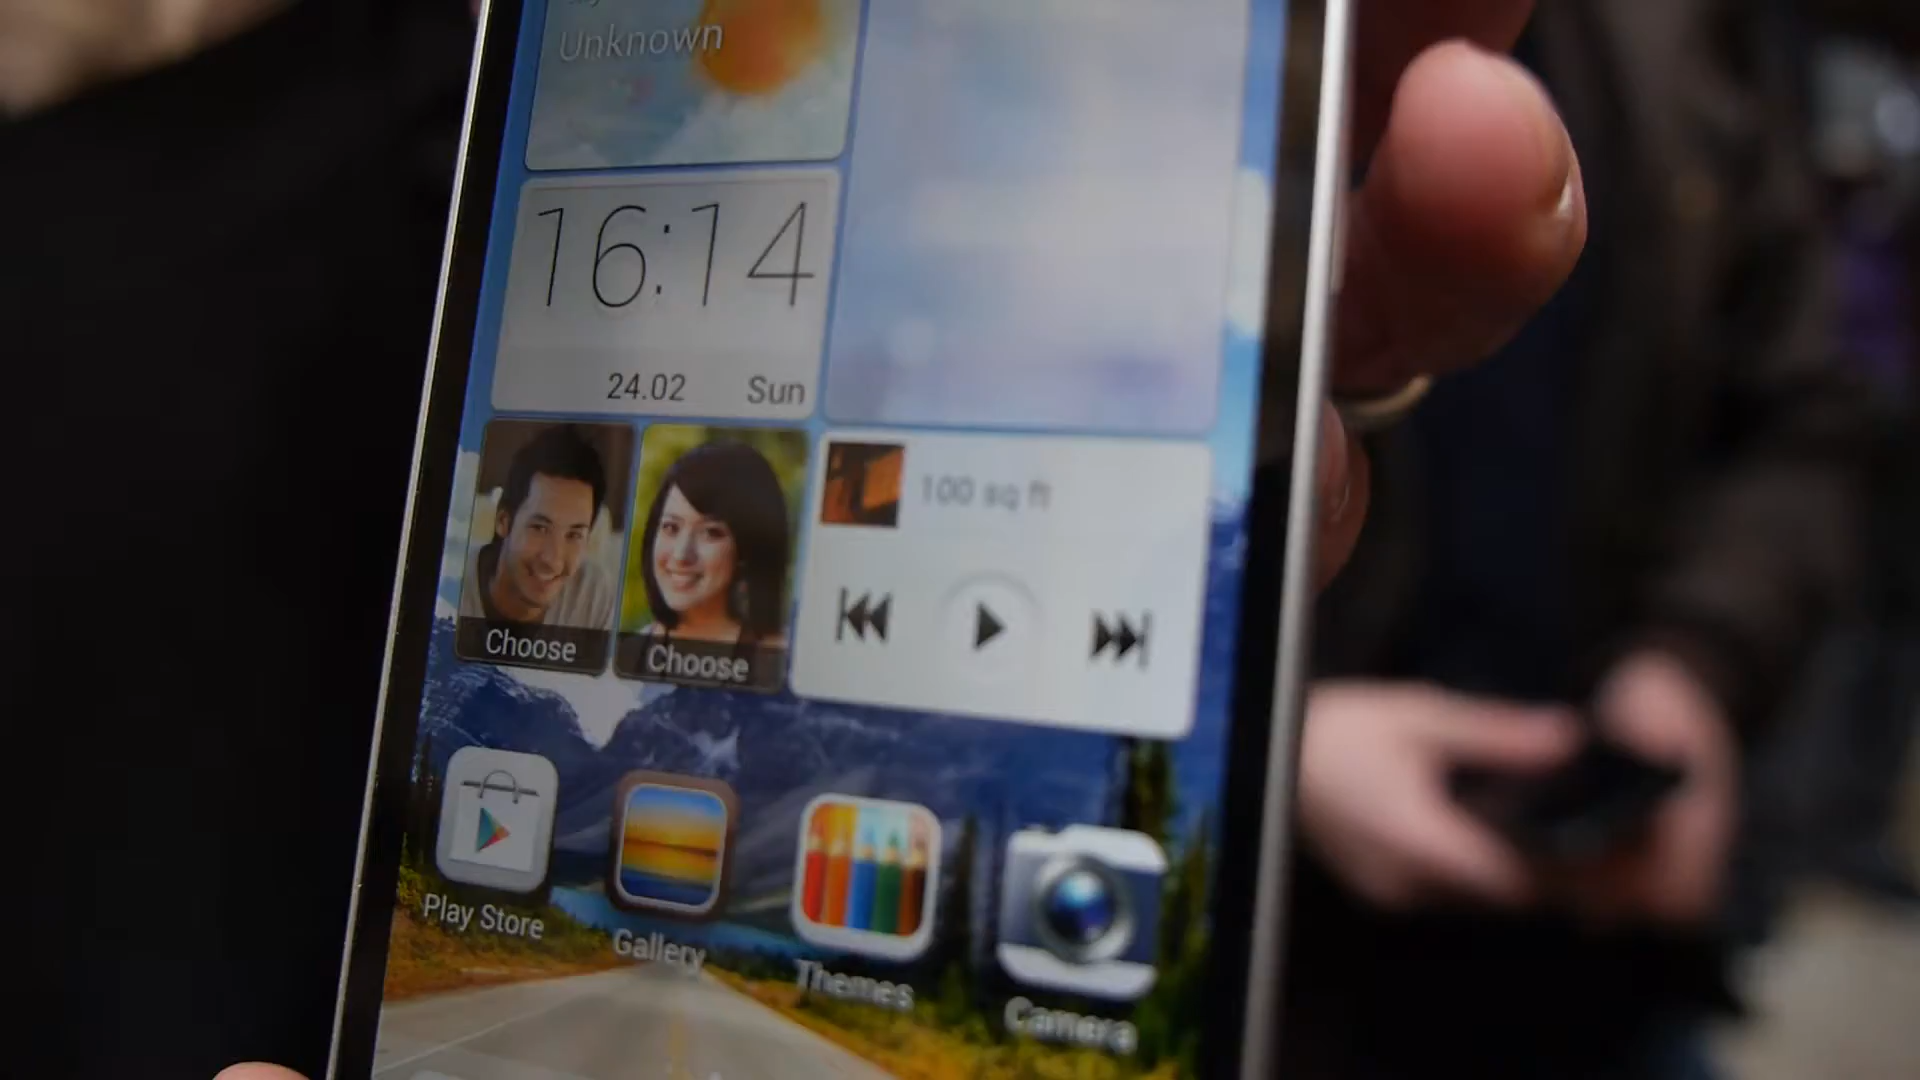 Unknown
16:14
24.02 Sun
100 sq ft
Choose
Choose
Play Store
Gallery
Themes
Camera